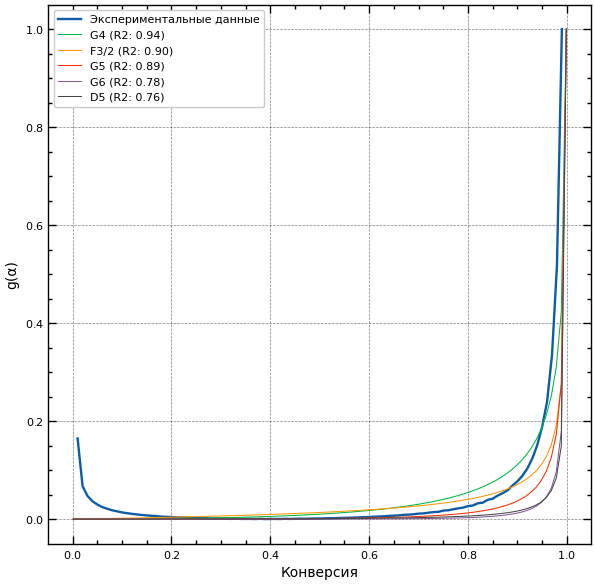 Экспериментальные данные
G4 (R2: 0.94)
F3/2 (R2: 0.90)
G5 (R2: 0.89)
G6 (R2: 0.78)
D5 (R2: 0.76)
1.0
0.8
0.6
0.4
0.2
0.0
g(α)
0.0 0.2 0.4 0.6 0.8 1.0
Конверсия